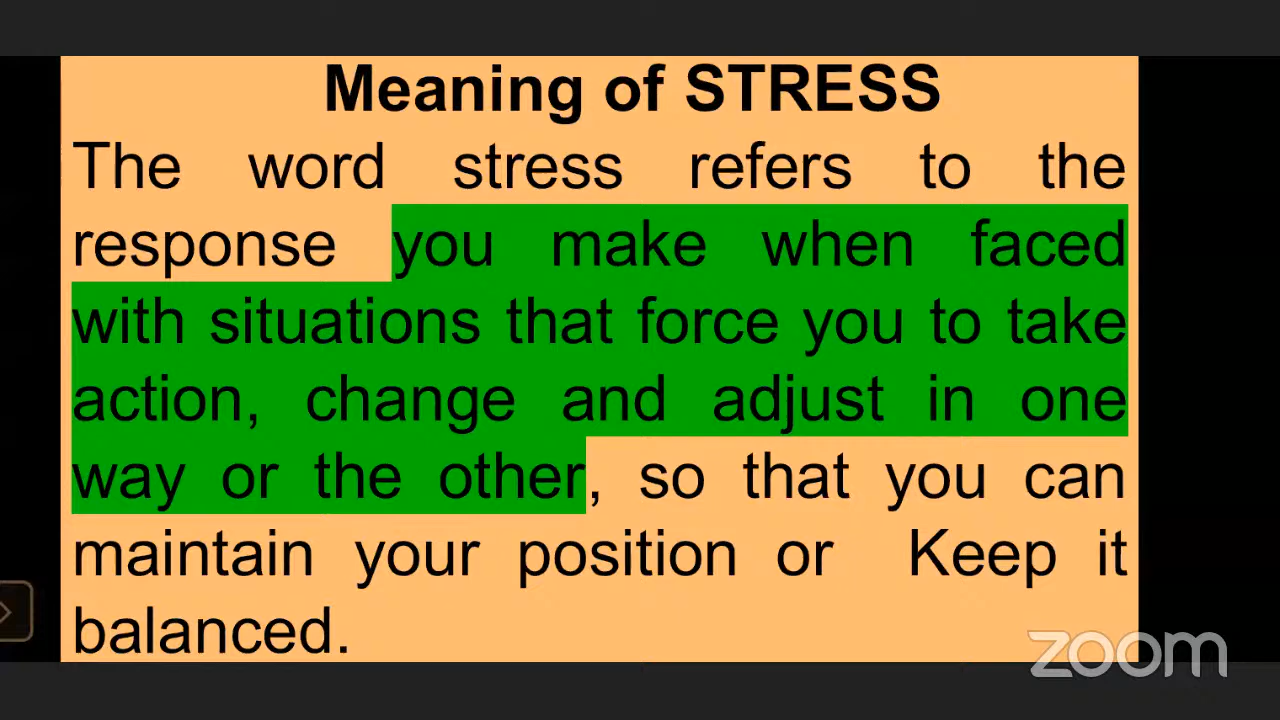 Meaning of STRESS
The word stress refers to the
response you make when faced
with situations that force you to take
action, change and adjust in one
way or the other, so that you can
maintain your position or Keep it
balanced.
zoom